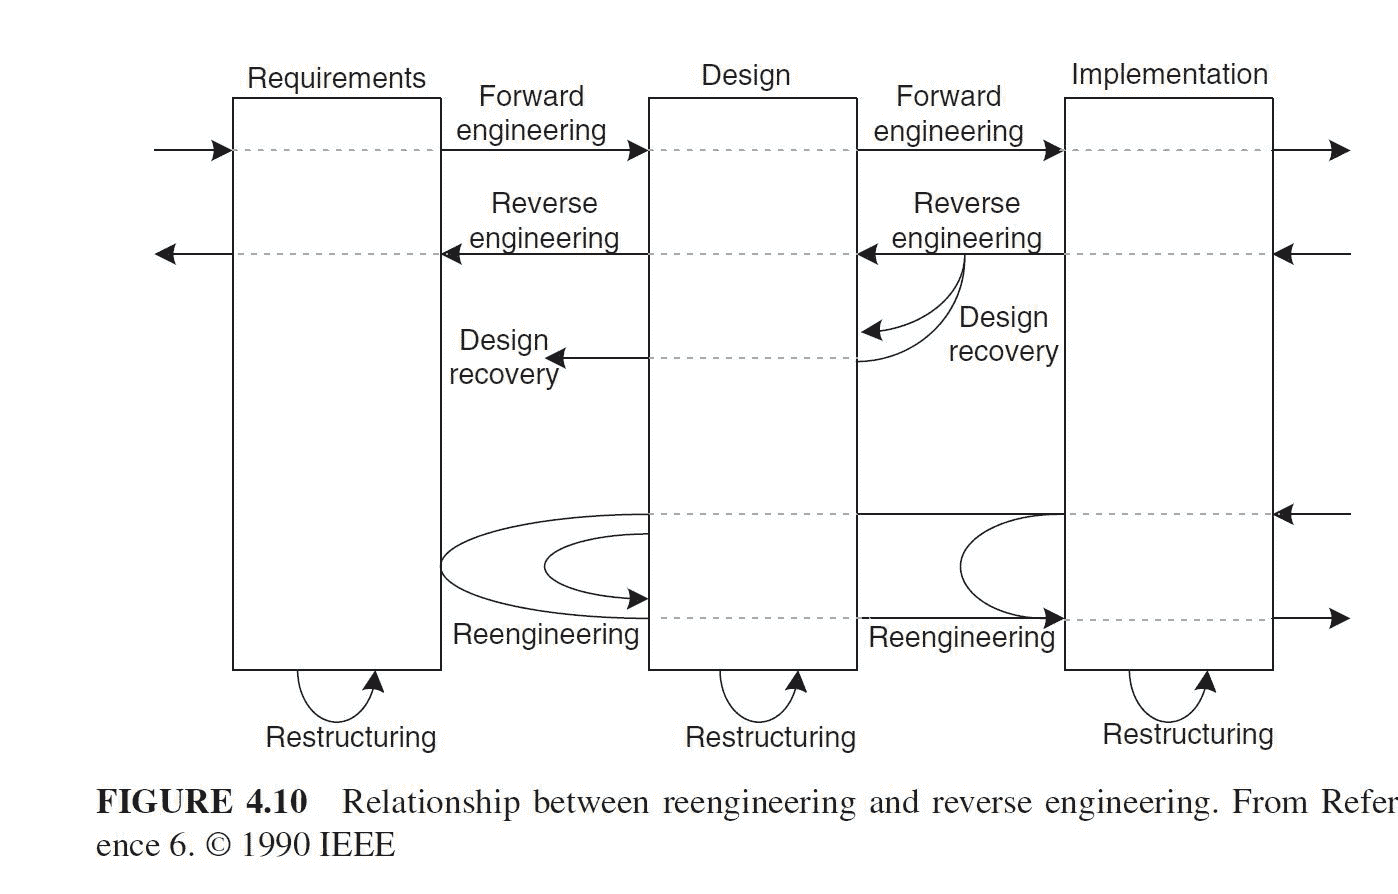 Requirements
Design
Implementation
Forward
engineering
Forward
engineering
Reverse
engineering
Reverse
engineering
Design
recovery
Design
recovery
Reengineering
Reengineering
Restructuring
Restructuring
Restructuring
FIGURE 4.10 Relationship between reengineering and reverse engineering. From Refer
ence 6. © 1990 IEEE